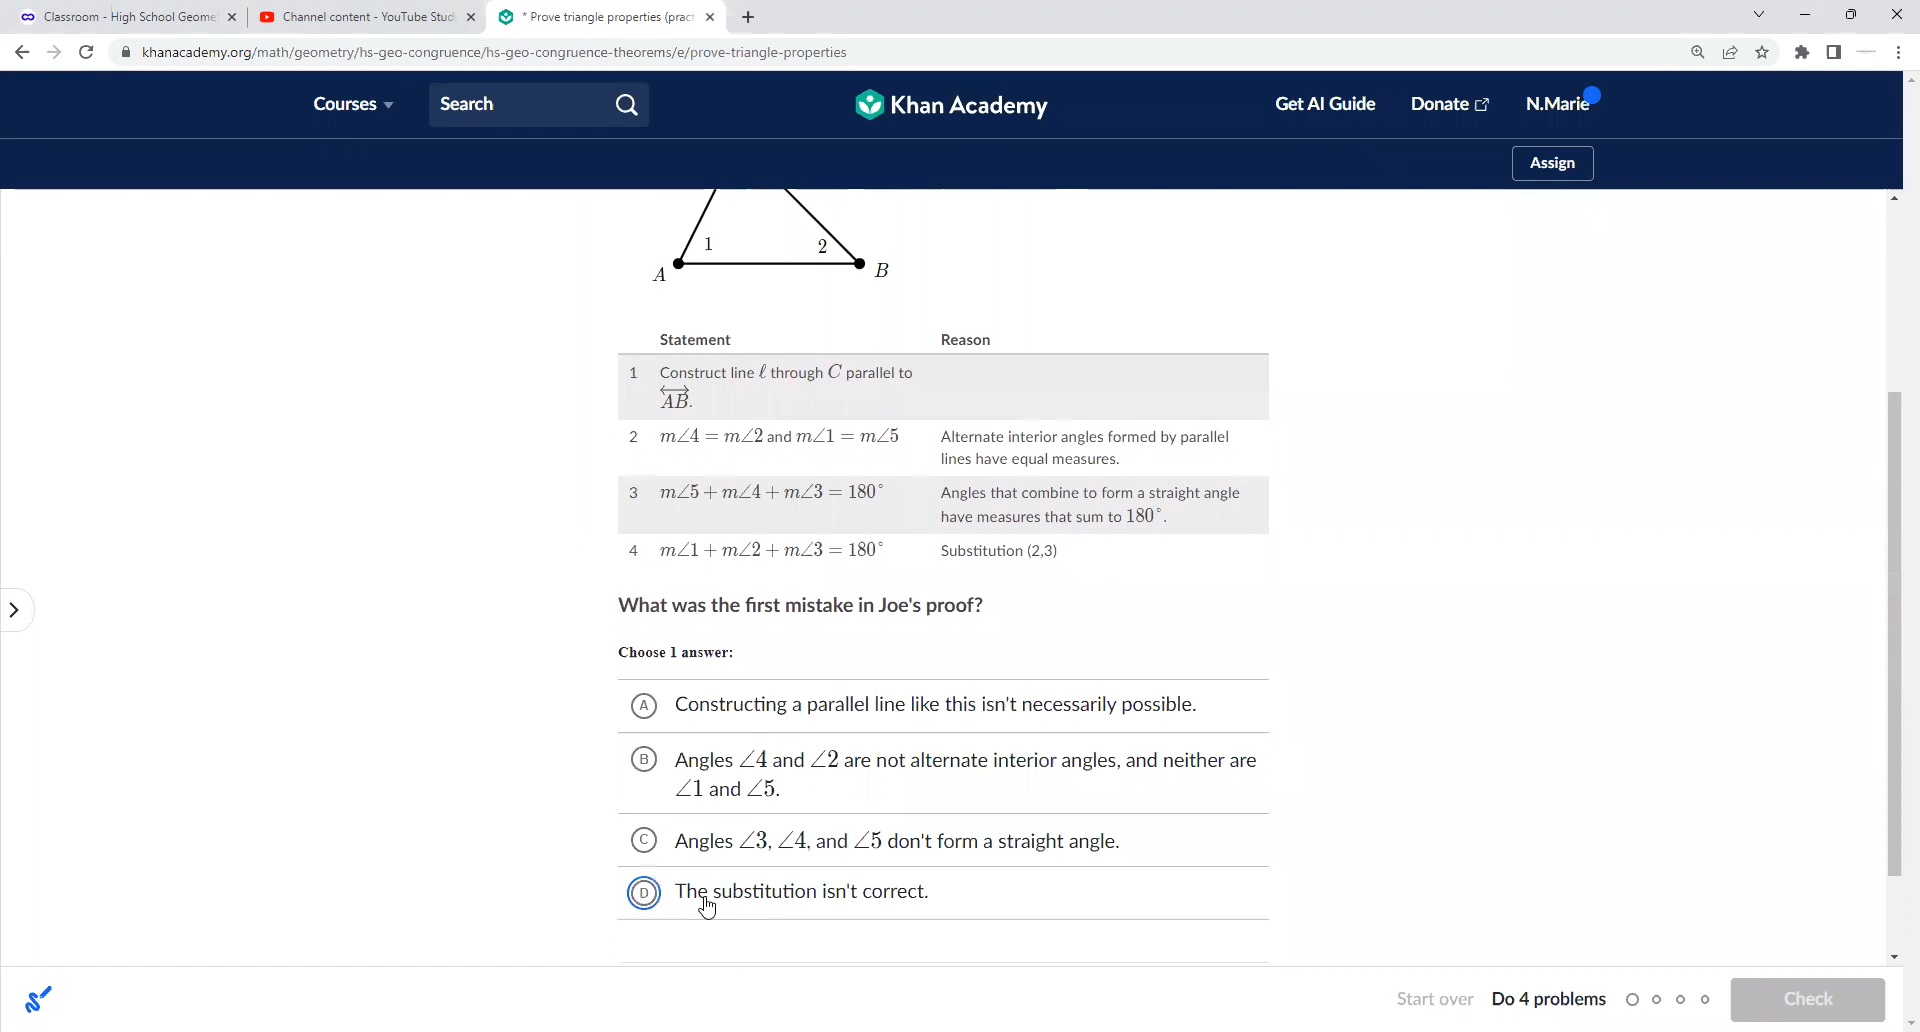 Classroom - High School Geome
Channel content - YouTube Stud
* Prove triangle properties (pract
khanacademy.org/math/geometry/hs-geo-congruence/hs-geo-congruence-theorems/e/prove-triangle-properties
Courses
Search
Khan Academy
Get AI Guide
Donate
N.Marie
Assign
1
2
A
B
Statement Reason
1 Construct line ℓ through C parallel to
AB.
2 m∠4 = m∠2 and m∠1 = m∠5 Alternate interior angles formed by parallel
lines have equal measures.
3 m∠5 + m∠4 + m∠3 = 180° Angles that combine to form a straight angle
have measures that sum to 180°.
4 m∠1 + m∠2 + m∠3 = 180° Substitution (2,3)
What was the first mistake in Joe's proof?
Choose 1 answer:
A Constructing a parallel line like this isn't necessarily possible.
B Angles ∠4 and ∠2 are not alternate interior angles, and neither are
∠1 and ∠5.
C Angles ∠3, ∠4, and ∠5 don't form a straight angle.
D The substitution isn't correct.
Start over Do 4 problems Check